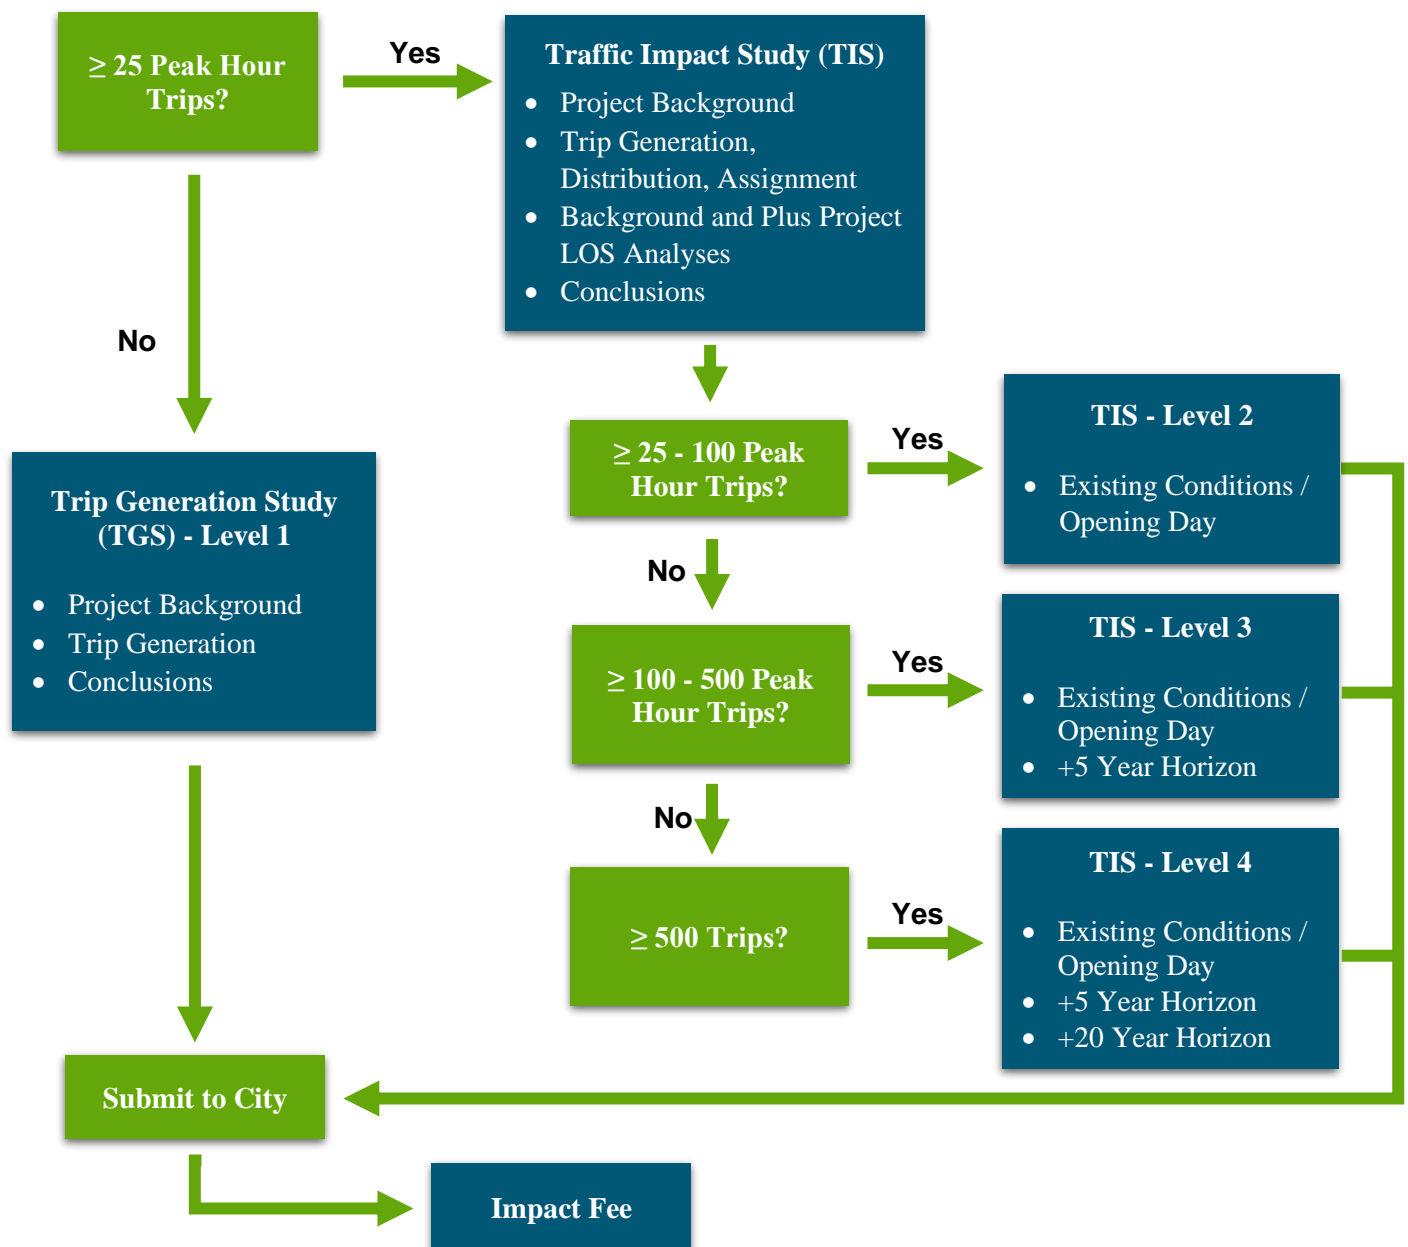 ≥ 25 Peak Hour
Trips?
Yes
Traffic Impact Study (TIS)
• Project Background
• Trip Generation,
Distribution, Assignment
• Background and Plus Project
LOS Analyses
• Conclusions
No
Trip Generation Study
(TGS) - Level 1
• Project Background
• Trip Generation
• Conclusions
≥ 25 - 100 Peak
Hour Trips?
Yes
TIS - Level 2
• Existing Conditions /
Opening Day
No
≥ 100 - 500 Peak
Hour Trips?
Yes
TIS - Level 3
• Existing Conditions /
Opening Day
• +5 Year Horizon
No
≥ 500 Trips?
Yes
TIS - Level 4
• Existing Conditions /
Opening Day
• +5 Year Horizon
• +20 Year Horizon
Submit to City
Impact Fee